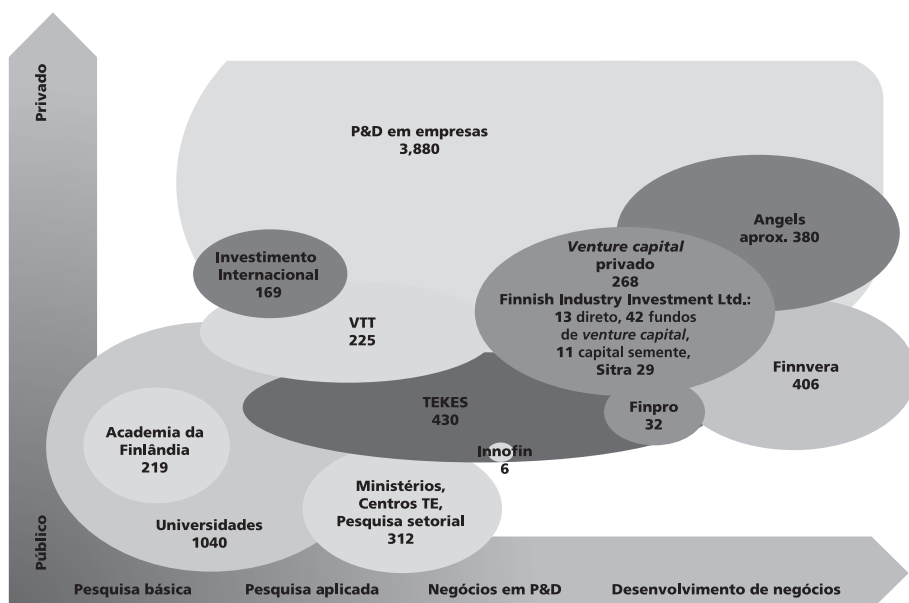 Privado
Público
P&D em empresas
3,880
Angels
aprox. 380
Investimento
Internacional
169
Venture capital
privado
268
Finnish Industry Investment Ltd.:
13 direto, 42 fundos
de venture capital,
11 capital semente,
Sitra 29
VTT
225
Finnvera
406
TEKES
430
Finpro
32
Academia da
Finlândia
219
Innofin
6
Ministérios,
Centros TE,
Pesquisa setorial
312
Universidades
1040
Pesquisa básica
Pesquisa aplicada
Negócios em P&D
Desenvolvimento de negócios